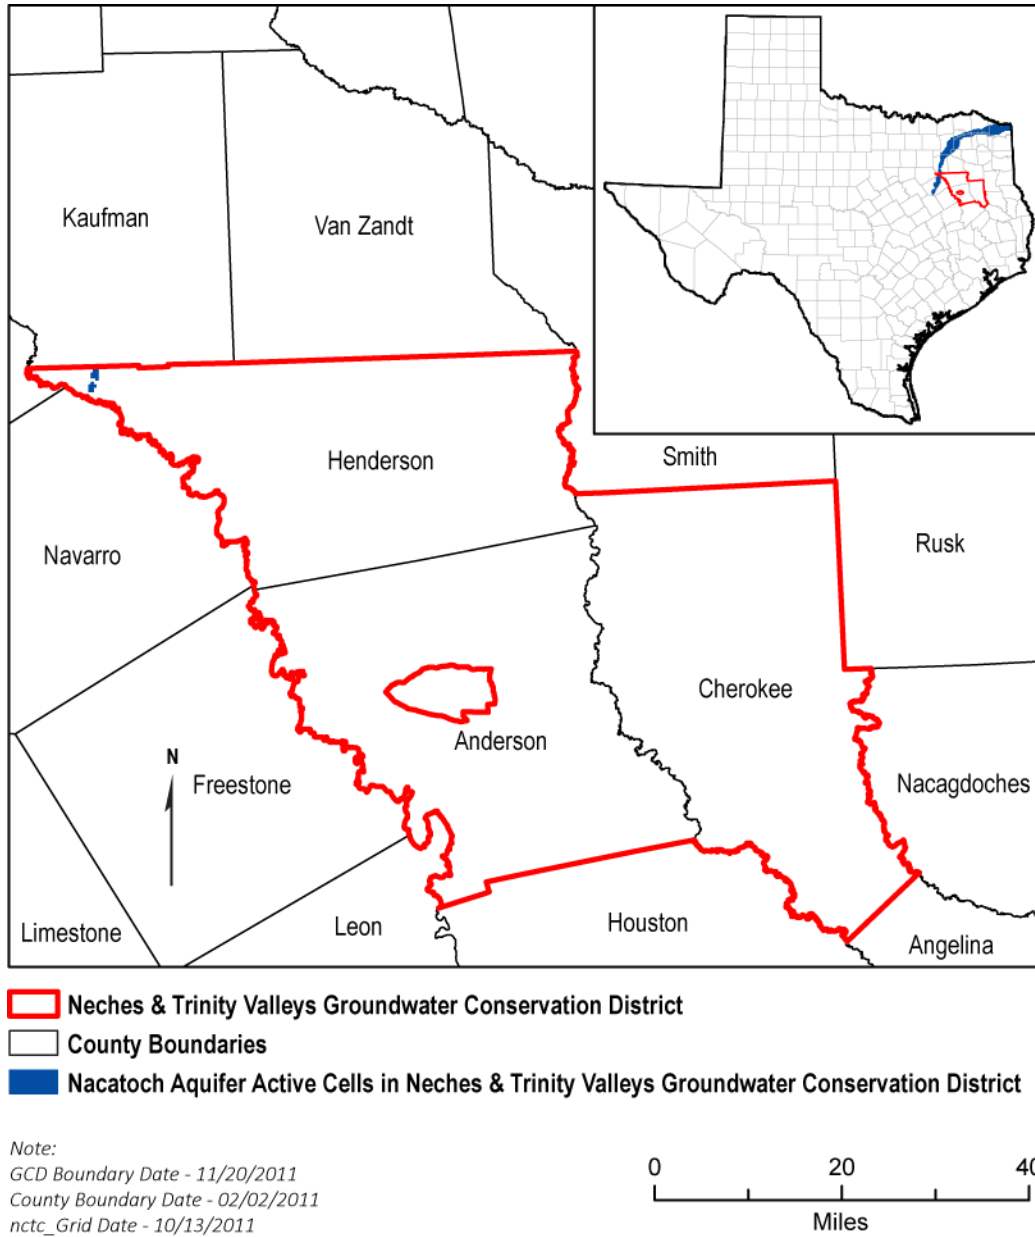 Kaufman
Van Zandt
Henderson
Smith
Navarro
Rusk
Cherokee
Anderson
N
Freestone
Nacagdoches
Limestone
Leon
Houston
Angelina
Neches & Trinity Valleys Groundwater Conservation District
County Boundaries
Nacatoch Aquifer Active Cells in Neches & Trinity Valleys Groundwater Conservation District
Note:
GCD Boundary Date - 11/20/2011
County Boundary Date - 02/02/2011
nctc_Grid Date - 10/13/2011
0 20 40
Miles